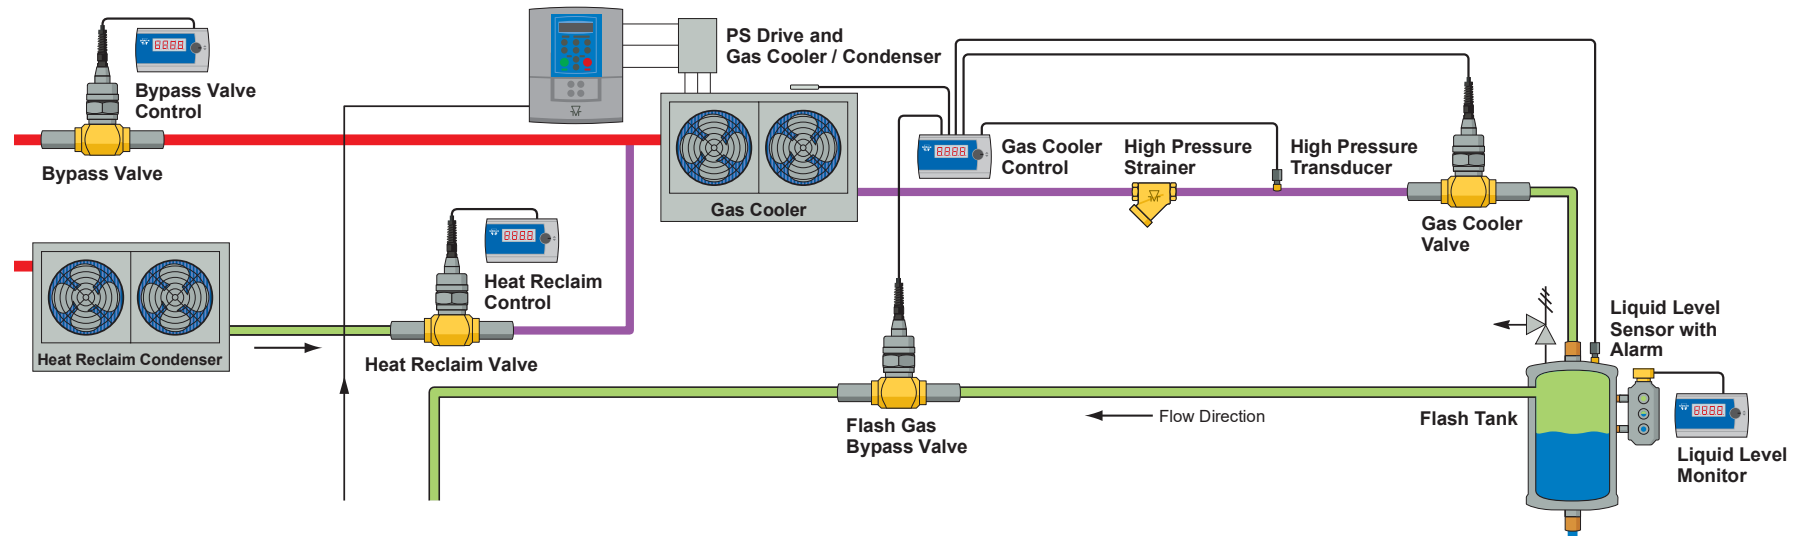 PS Drive and
Gas Cooler / Condenser
Bypass Valve
Control
Bypass Valve
Gas Cooler
Control
High Pressure
Strainer
High Pressure
Transducer
Gas Cooler
Gas Cooler
Valve
Heat Reclaim
Control
Heat Reclaim Condenser
Heat Reclaim Valve
Liquid Level
Sensor with
Alarm
Flash Gas
Bypass Valve
Flow Direction
Flash Tank
Liquid Level
Monitor